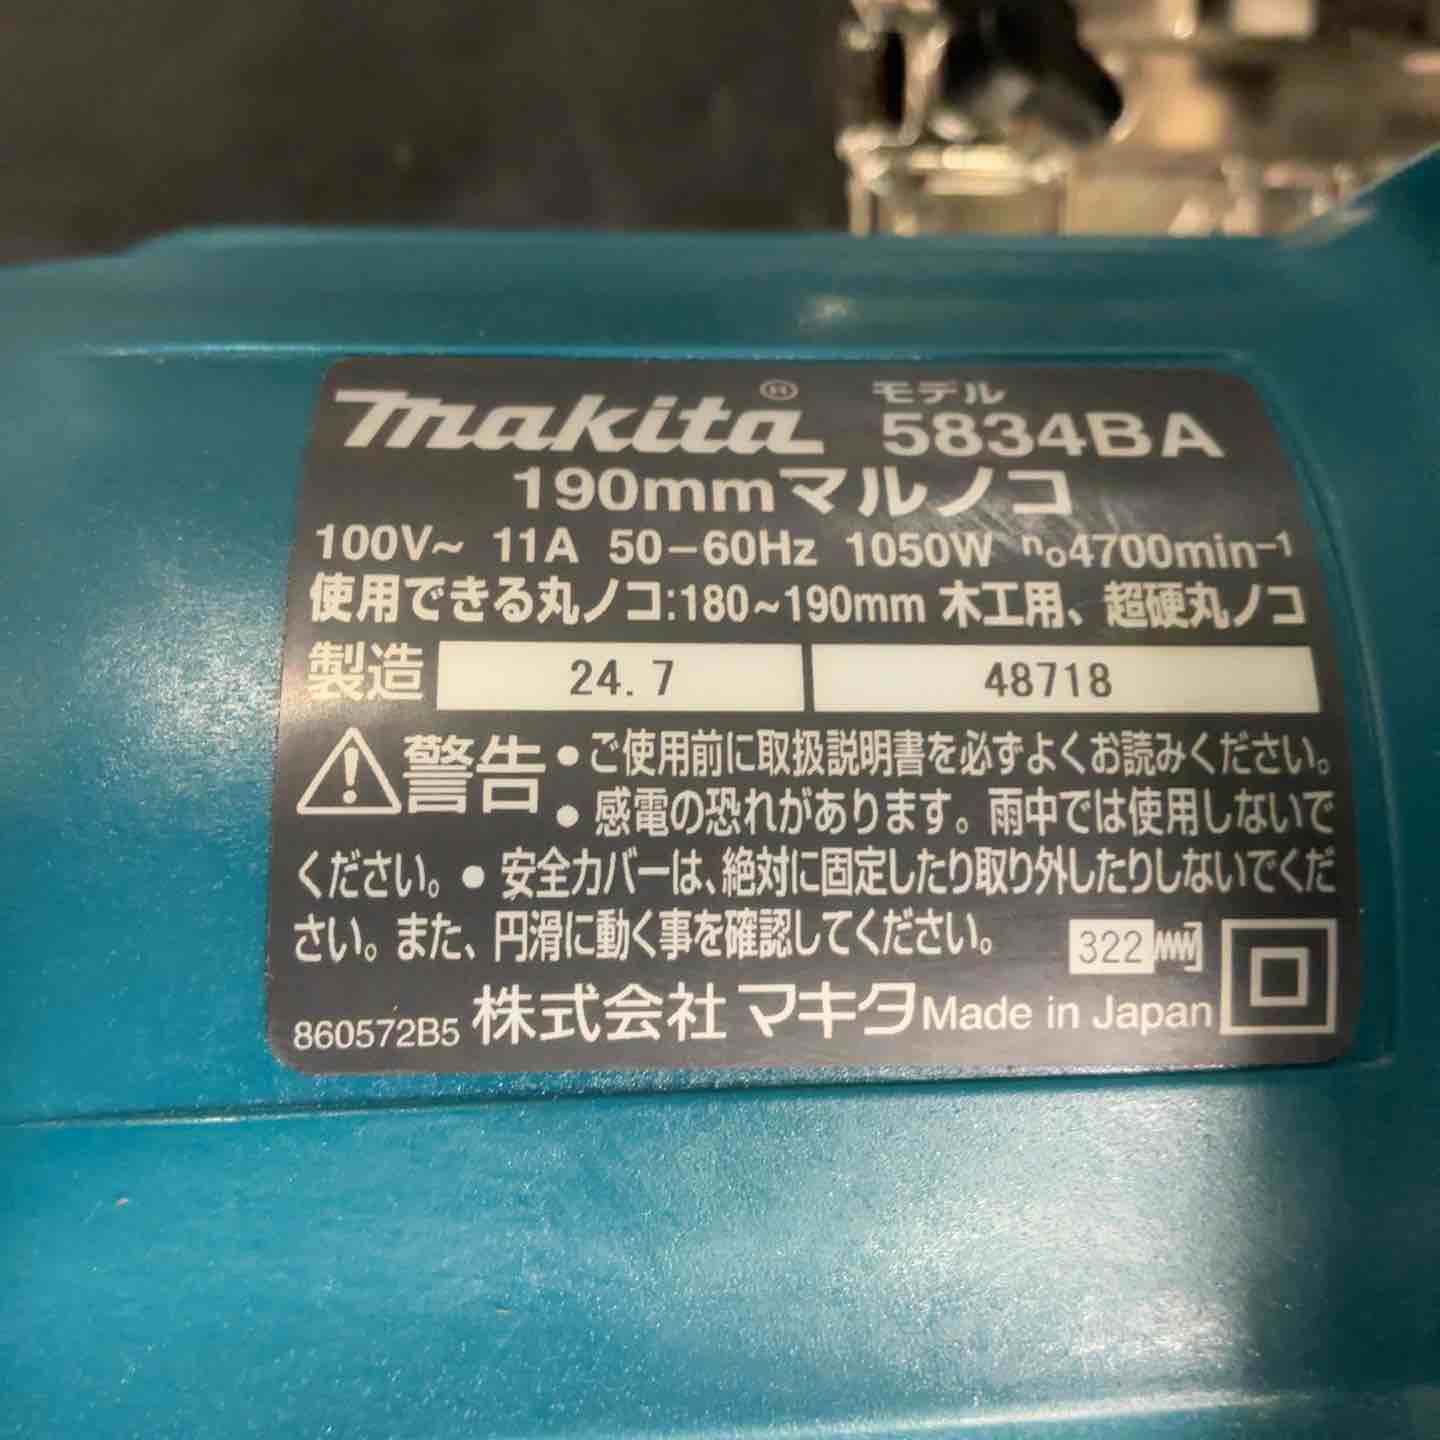 makita® モデル 5834BA
190mmマルノコ
100V~ 11A 50-60Hz 1050W n₀4700min⁻¹
使用できる丸ノコ:180~190mm 木工用、超硬丸ノコ
製造 24.7 48718
警告 ●ご使用前に取扱説明書を必ずよくお読みください。
●感電の恐れがあります。雨中では使用しないで
ください。●安全カバーは、絶対に固定したり取り外したりしないでくだ
さい。また、円滑に動く事を確認してください。 322
860572B5 株式会社 マキタ Made in Japan